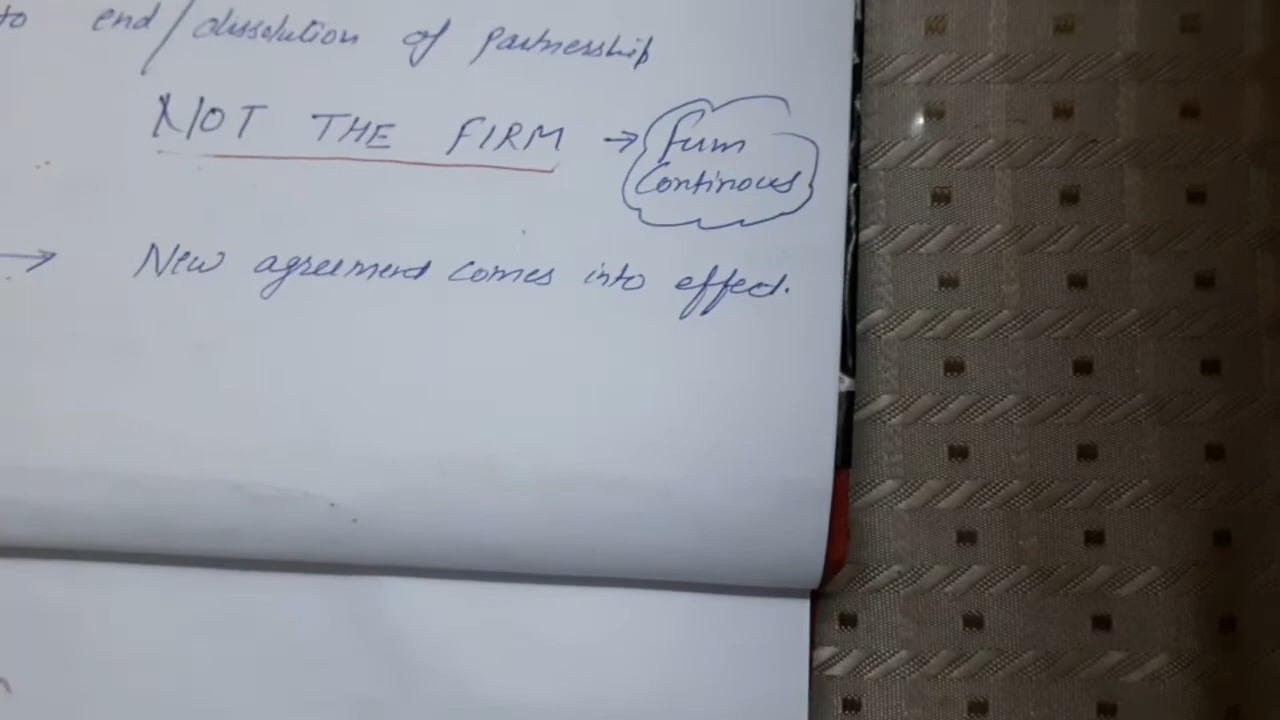 to end/dissolution of partnership
NOT THE FIRM → Firm
Continous
→ New agreement comes into effect.